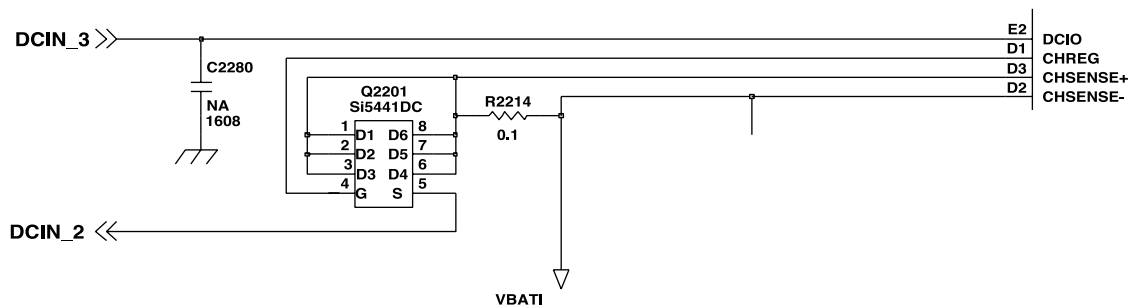 DCIN_3
E2 DCIO
D1 CHREG
D3 CHSENSE+
D2 CHSENSE-
C2280
NA
1608
Q2201
Si5441DC
R2214
0.1
1 D1 D6 8
2 D2 D5 7
3 D3 D4 6
4 G S 5
DCIN_2
VBATI